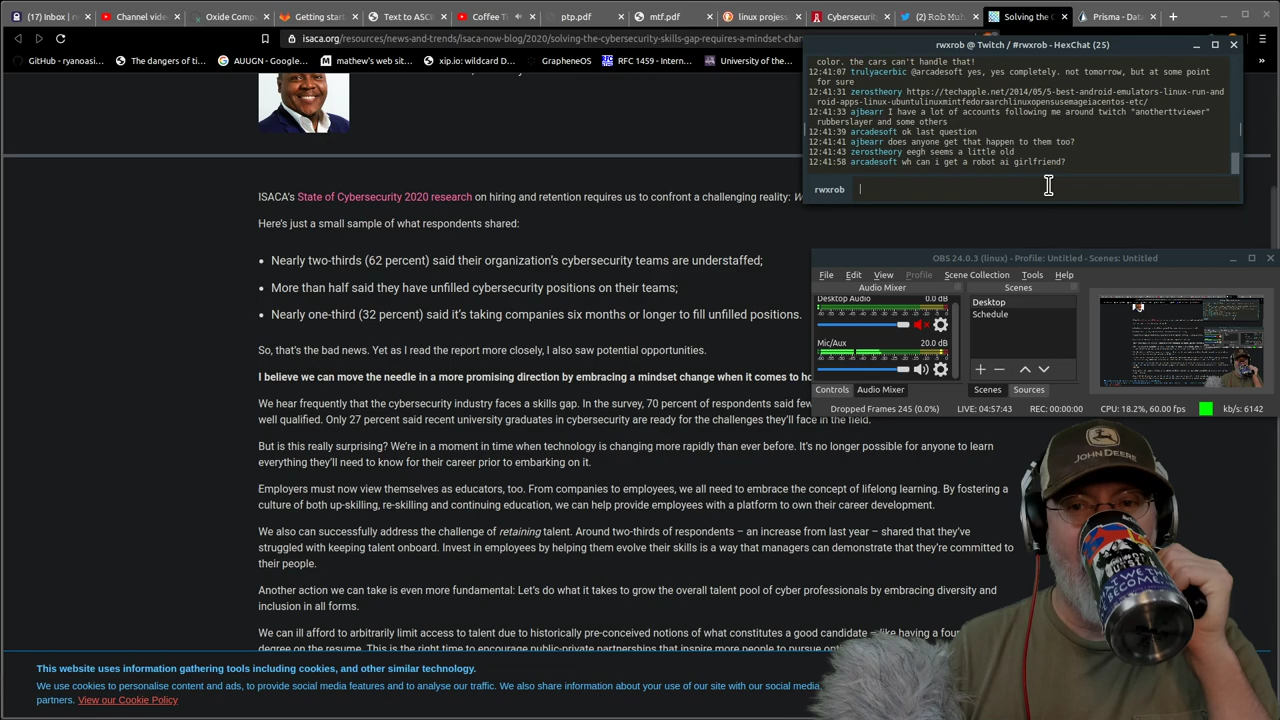 (17) Inbox
Channel vide
Oxide Comp
Getting start
Text to ASCI
Coffee T
ptp.pdf
mtf.pdf
linux projess
Cybersecurit
(2) Rob Muh
Solving the C
Prisma - Data
isaca.org/resources/news-and-trends/isaca-now-blog/2020/solving-the-cybersecurity-skills-gap-requires-a-mindset-cha
GitHub - ryanoasi...
The dangers of ti...
AUUGN - Google...
mathew's web sit...
xip.io: wildcard D...
GrapheneOS
RFC 1459 - Intern...
University of the...
rwxrob @ Twitch / #rwxrob - HexChat (25)
color. the cars can't handle that!
12:41:07 trulyacerbic @arcadesoft yes, yes completely. not tomorrow, but at some point
for sure
12:41:31 zerostheory https://techapple.net/2014/05/5-best-android-emulators-linux-run-and
roid-apps-linux-ubuntulinuxmintfedoraarchlinuxopensusemageiacentos-etc/
12:41:33 ajbearr I have a lot of accounts following me around twitch "anotherttviewer"
rubberslayer and some others
12:41:39 arcadesoft ok last question
12:41:41 ajbearr does anyone get that happen to them too?
12:41:43 zerostheory eegh seems a little old
12:41:58 arcadesoft wh can i get a robot ai girlfriend?
rwxrob
ISACA's State of Cybersecurity 2020 research on hiring and retention requires us to confront a challenging reality: W
Here's just a small sample of what respondents shared:
• Nearly two-thirds (62 percent) said their organization's cybersecurity teams are understaffed;
• More than half said they have unfilled cybersecurity positions on their teams;
• Nearly one-third (32 percent) said it's taking companies six months or longer to fill unfilled positions.
So, that's the bad news. Yet as I read the report more closely, I also saw potential opportunities.
I believe we can move the needle in a more promising direction by embracing a mindset change when it comes to ho
We hear frequently that the cybersecurity industry faces a skills gap. In the survey, 70 percent of respondents said few
well qualified. Only 27 percent said recent university graduates in cybersecurity are ready for the challenges they'll face in the field.
But is this really surprising? We're in a moment in time when technology is changing more rapidly than ever before. It's no longer possible for anyone to learn
everything they'll need to know for their career prior to embarking on it.
Employers must now view themselves as educators, too. From companies to employees, we all need to embrace the concept of lifelong learning. By fostering a
culture of both up-skilling, re-skilling and continuing education, we can help provide employees with a platform to own their career development.
We also can successfully address the challenge of retaining talent. Around two-thirds of respondents – an increase from last year – shared that they've
struggled with keeping talent onboard. Invest in employees by helping them evolve their skills is a way that managers can demonstrate that they're committed to
their people.
Another action we can take is even more fundamental: Let's do what it takes to grow the overall talent pool of cyber professionals by embracing diversity and
inclusion in all forms.
We can ill afford to arbitrarily limit access to talent due to historically pre-conceived notions of what constitutes a good candidate – like having a four
degree on the resume. This is the right time to encourage public-private partnerships that inspire more people to pursue
This website uses information gathering tools including cookies, and other similar technology.
We use cookies to personalise content and ads, to provide social media features and to analyse our traffic. We also share information about your use of our site with our social media,
partners. View our Cookie Policy
OBS 24.0.3 (linux) - Profile: Untitled - Scenes: Untitled
File Edit View Profile Scene Collection Tools Help
Audio Mixer
Scenes
Desktop Audio 0.0 dB
Desktop
Schedule
Mic/Aux 20.0 dB
Controls Audio Mixer
Scenes Sources
Dropped Frames 245 (0.0%) LIVE: 04:57:43 REC: 00:00:00 CPU: 18.2%, 60.00 fps kb/s: 6142
JOHN DEERE